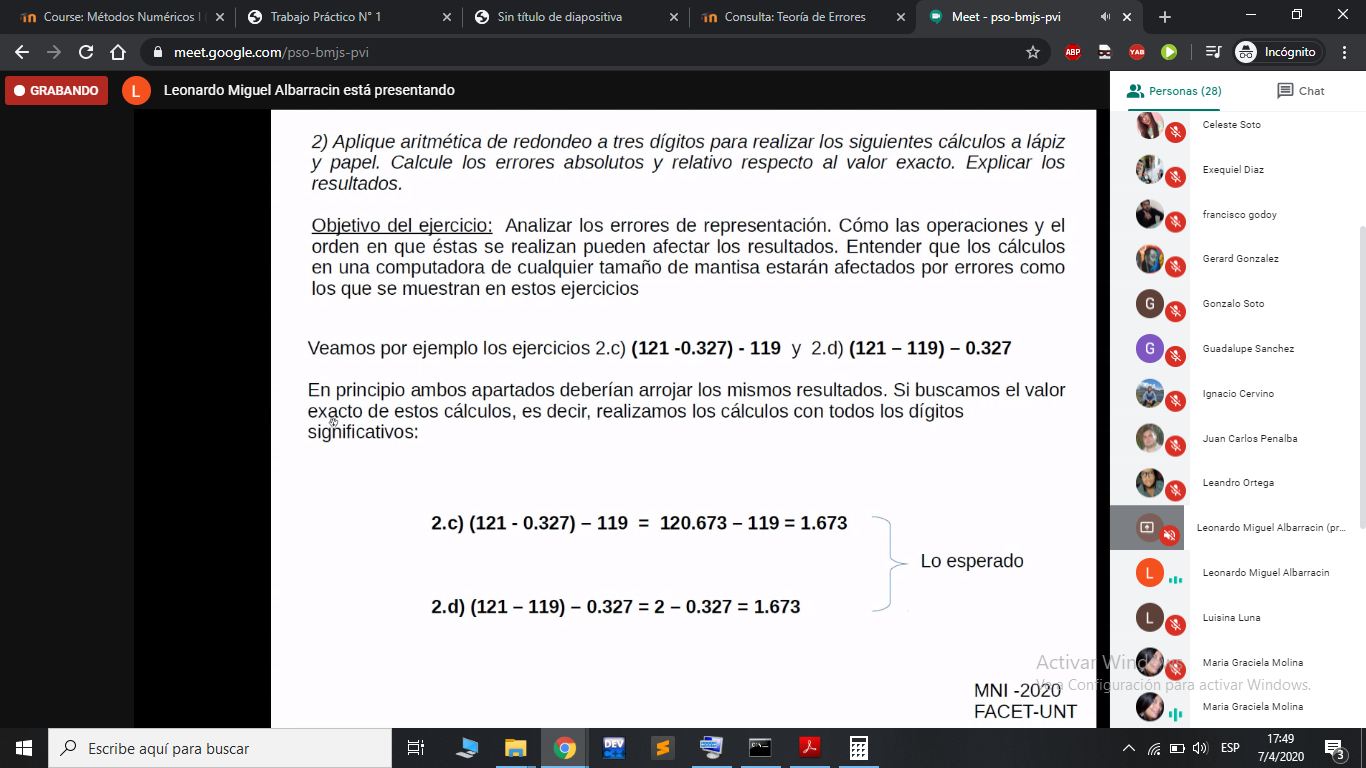 Course: Métodos Numéricos I
Trabajo Práctico N° 1
Sin título de diapositiva
Consulta: Teoría de Errores
Meet - pso-bmjs-pvi
meet.google.com/pso-bmjs-pvi
ABP
YAB
Incógnito
GRABANDO
L
Leonardo Miguel Albarracin está presentando
Personas (28)
Chat
2) Aplique aritmética de redondeo a tres dígitos para realizar los siguientes cálculos a lápiz
y papel. Calcule los errores absolutos y relativo respecto al valor exacto. Explicar los
resultados.
Objetivo del ejercicio: Analizar los errores de representación. Cómo las operaciones y el
orden en que éstas se realizan pueden afectar los resultados. Entender que los cálculos
en una computadora de cualquier tamaño de mantisa estarán afectados por errores como
los que se muestran en estos ejercicios
Veamos por ejemplo los ejercicios 2.c) (121 -0.327) - 119 y 2.d) (121 – 119) – 0.327
En principio ambos apartados deberían arrojar los mismos resultados. Si buscamos el valor
exacto de estos cálculos, es decir, realizamos los cálculos con todos los dígitos
significativos:
2.c) (121 - 0.327) – 119 = 120.673 – 119 = 1.673
Lo esperado
2.d) (121 – 119) – 0.327 = 2 – 0.327 = 1.673
MNI -2020
FACET-UNT
Celeste Soto
Exequiel Diaz
francisco godoy
Gerard Gonzalez
G
Gonzalo Soto
G
Guadalupe Sanchez
Ignacio Cervino
Juan Carlos Penalba
Leandro Ortega
Leonardo Miguel Albarracin (pr...
L
Leonardo Miguel Albarracin
L
Luisina Luna
Maria Graciela Molina
Maria Graciela Molina
Activar Windows
Ve a Configuración para activar Windows.
Escribe aquí para buscar
DEV
ESP
17:49
7/4/2020
3